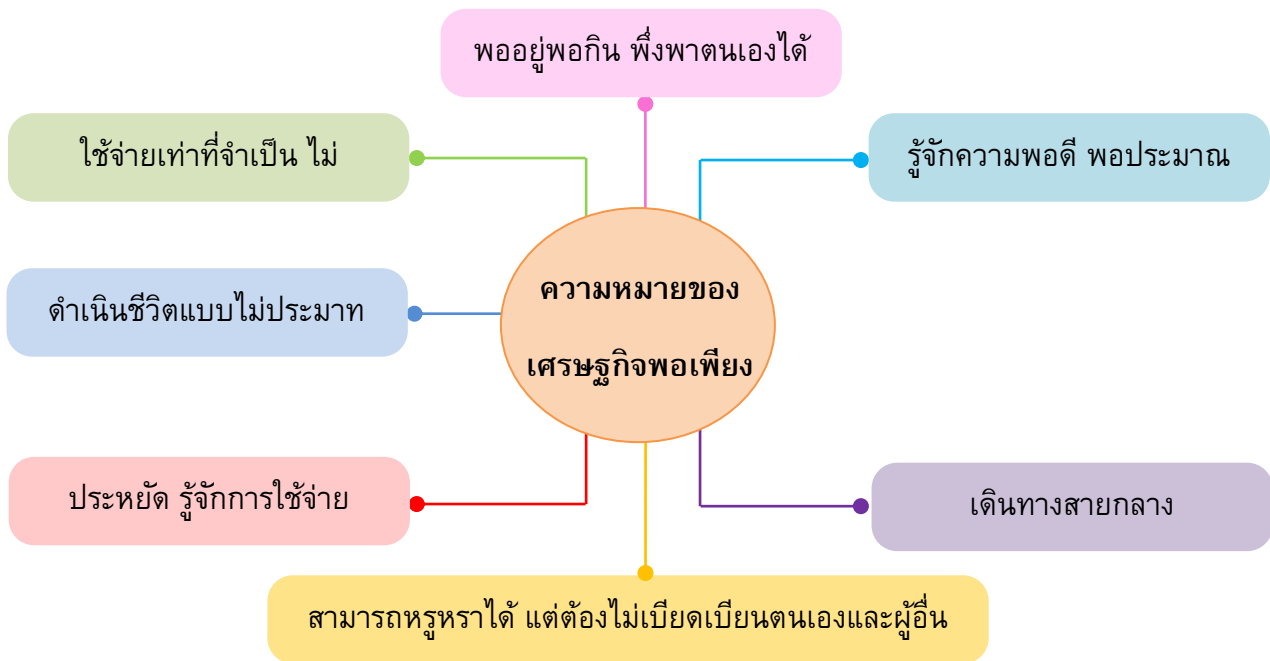 พออยู่พอกิน พึ่งพาตนเองได้
ใช้จ่ายเท่าที่จำเป็น ไม่
รู้จักความพอดี พอประมาณ
ความหมายของ
เศรษฐกิจพอเพียง
ดำเนินชีวิตแบบไม่ประมาท
ประหยัด รู้จักการใช้จ่าย
เดินทางสายกลาง
สามารถหรูหราได้ แต่ต้องไม่เบียดเบียนตนเองและผู้อื่น